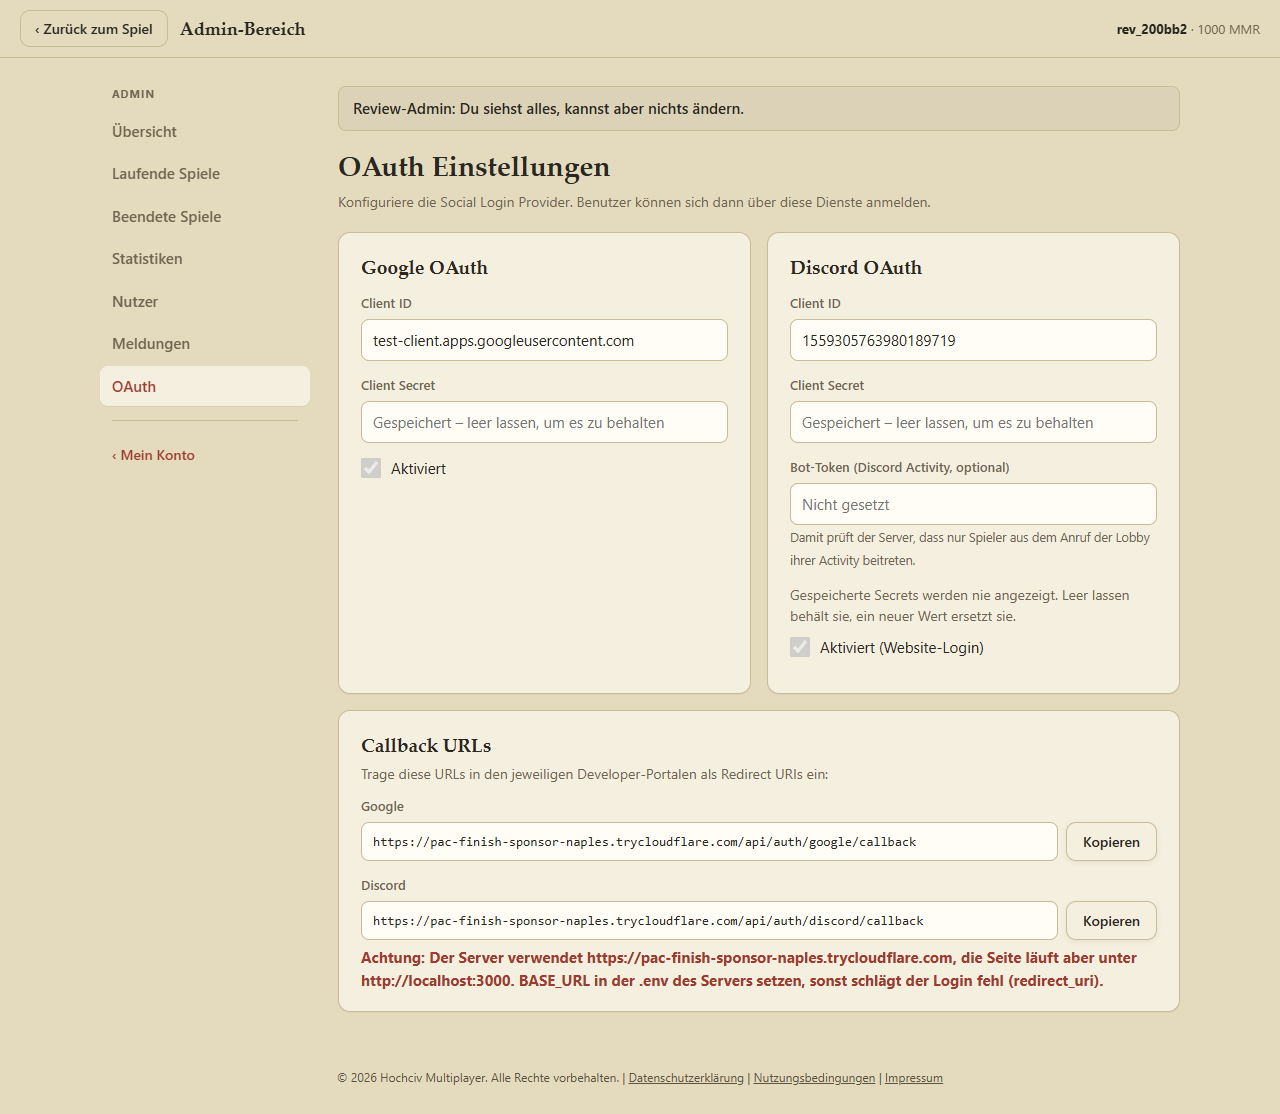 ‹ Zurück zum Spiel
Admin-Bereich
rev_200bb2 · 1000 MMR
ADMIN
Übersicht
Laufende Spiele
Beendete Spiele
Statistiken
Nutzer
Meldungen
OAuth
‹ Mein Konto
Review-Admin: Du siehst alles, kannst aber nichts ändern.
OAuth Einstellungen
Konfiguriere die Social Login Provider. Benutzer können sich dann über diese Dienste anmelden.
Google OAuth
Client ID
test-client.apps.googleusercontent.com
Client Secret
Gespeichert – leer lassen, um es zu behalten
Aktiviert
Discord OAuth
Client ID
1559305763980189719
Client Secret
Gespeichert – leer lassen, um es zu behalten
Bot-Token (Discord Activity, optional)
Nicht gesetzt
Damit prüft der Server, dass nur Spieler aus dem Anruf der Lobby
ihrer Activity beitreten.
Gespeicherte Secrets werden nie angezeigt. Leer lassen
behält sie, ein neuer Wert ersetzt sie.
Aktiviert (Website-Login)
Callback URLs
Trage diese URLs in den jeweiligen Developer-Portalen als Redirect URIs ein:
Google
https://pac-finish-sponsor-naples.trycloudflare.com/api/auth/google/callback
Kopieren
Discord
https://pac-finish-sponsor-naples.trycloudflare.com/api/auth/discord/callback
Kopieren
Achtung: Der Server verwendet https://pac-finish-sponsor-naples.trycloudflare.com, die Seite läuft aber unter
http://localhost:3000. BASE_URL in der .env des Servers setzen, sonst schlägt der Login fehl (redirect_uri).
© 2026 Hochciv Multiplayer. Alle Rechte vorbehalten. | Datenschutzerklärung | Nutzungsbedingungen | Impressum